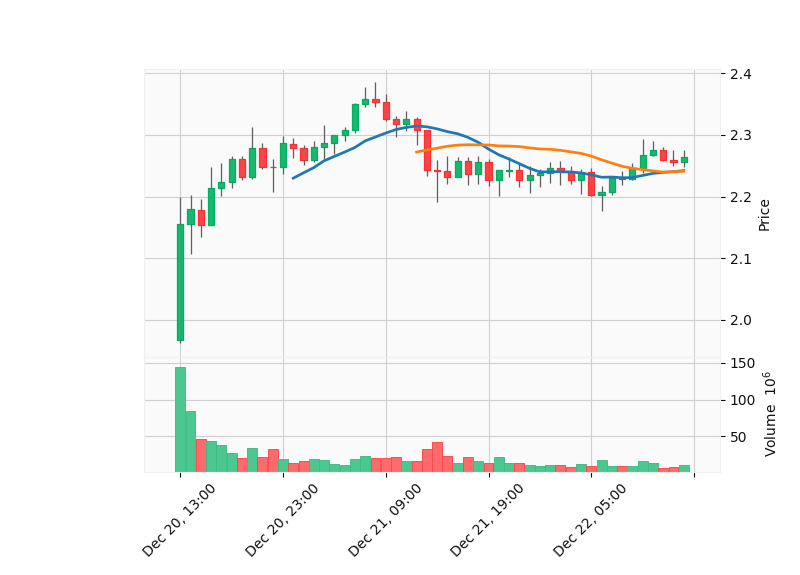 2.4
2.3
2.2
2.1
2.0
Price
150
100
50
Volume 10^6
Dec 20, 13:00
Dec 20, 23:00
Dec 21, 09:00
Dec 21, 19:00
Dec 22, 05:00